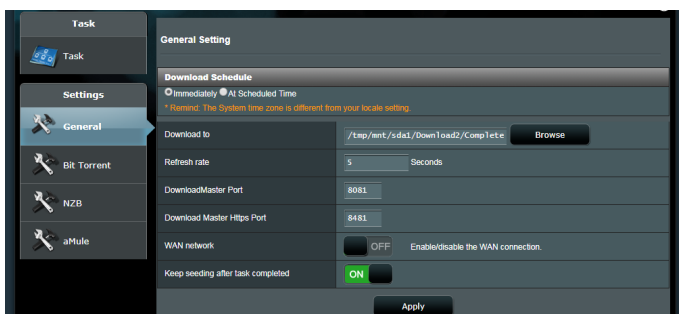 Task
Task
Settings
General
Bit Torrent
NZB
aMule
General Setting
Download Schedule
Immediately At Scheduled Time
* Remind: The System time zone is different from your locale setting.
Download to /tmp/mnt/sda1/Download2/Complete Browse
Refresh rate 5 Seconds
DownloadMaster Port 8081
Download Master Https Port 8481
WAN network OFF Enable/disable the WAN connection.
Keep seeding after task completed ON
Apply